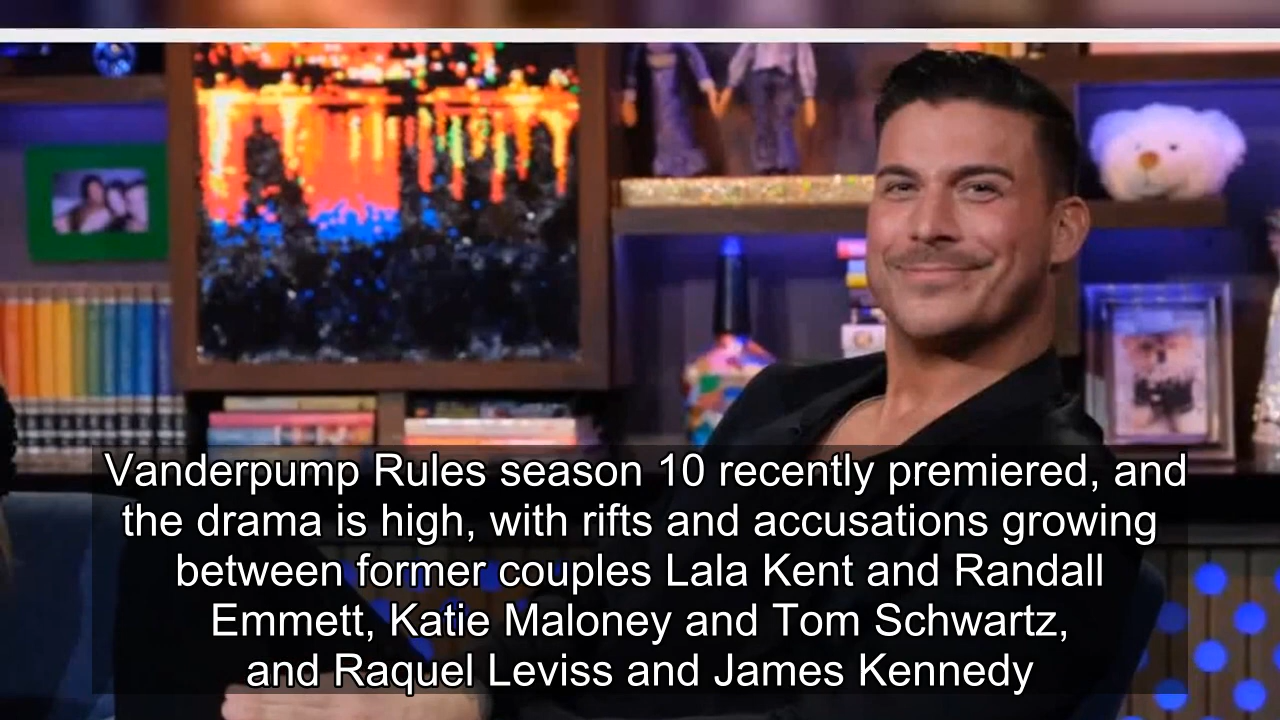 Vanderpump Rules season 10 recently premiered, and
the drama is high, with rifts and accusations growing
between former couples Lala Kent and Randall
Emmett, Katie Maloney and Tom Schwartz,
and Raquel Leviss and James Kennedy